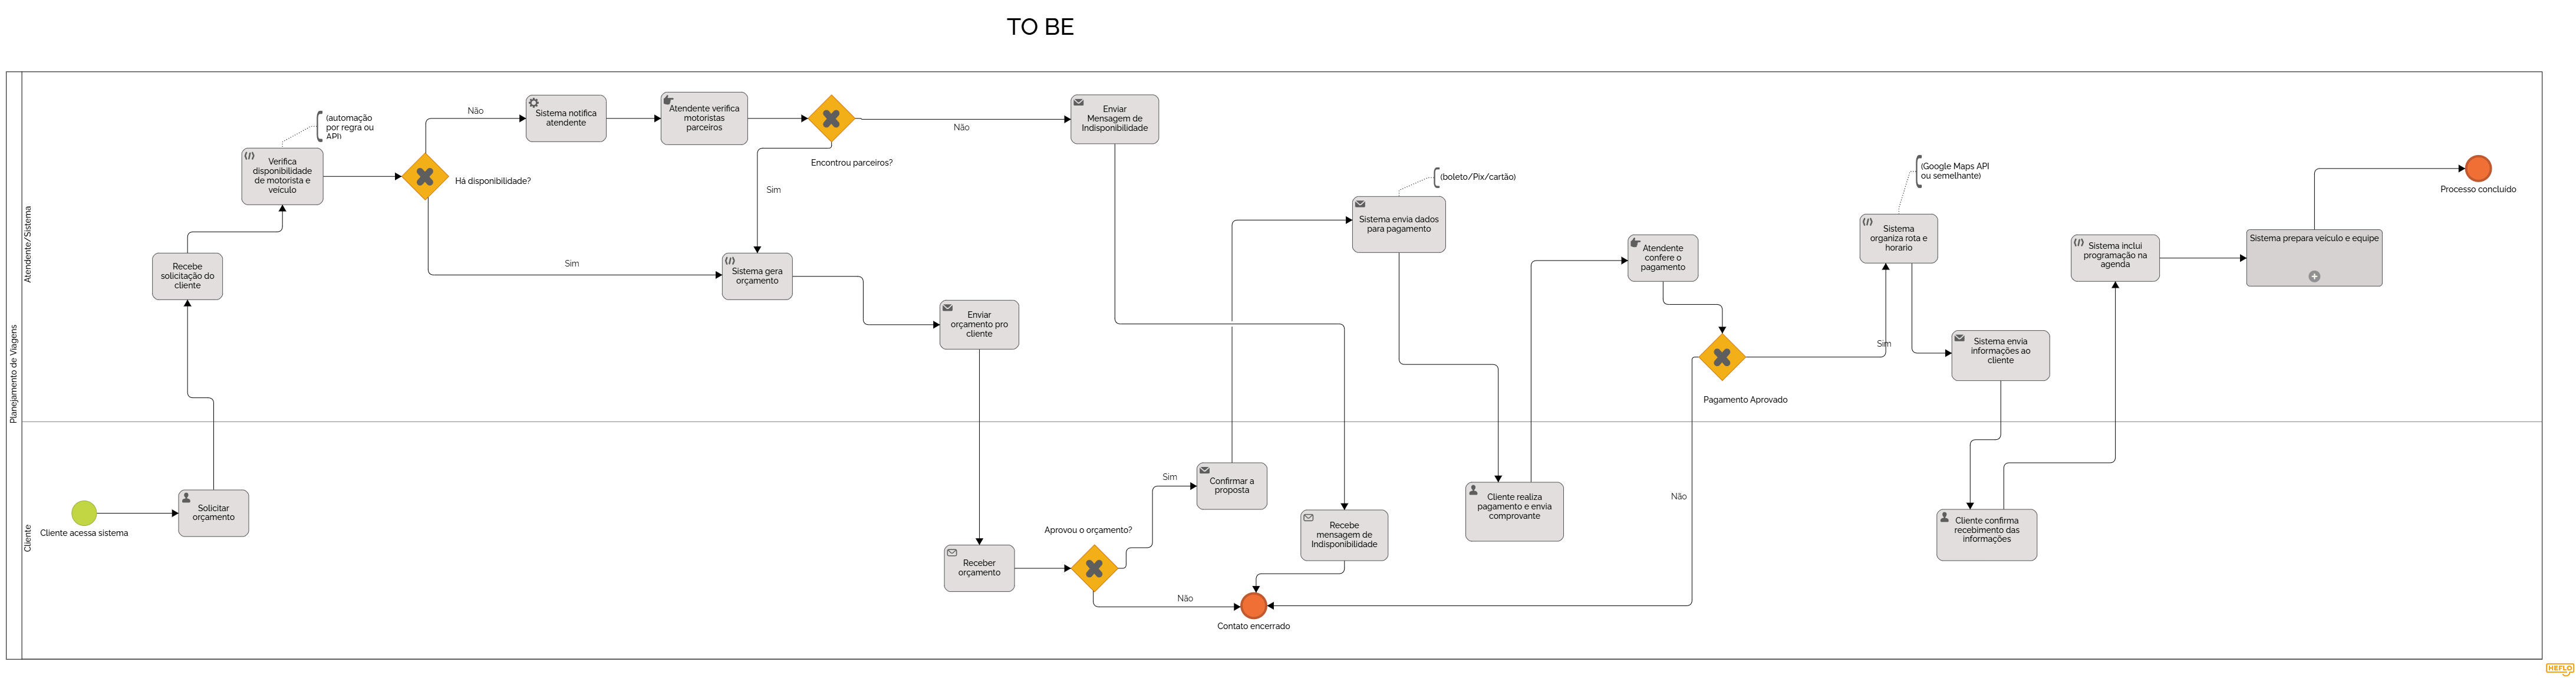 TO BE
Planejamento de Viagens
Atendente/Sistema
Cliente
Cliente acessa sistema
Solicitar
orçamento
Recebe
solicitação do
cliente
Verifica
disponibilidade
de motorista e
veículo
(automação
por regra ou
API)
Há disponibilidade?
Não
Sim
Sistema notifica
atendente
Atendente verifica
motoristas
parceiros
Encontrou parceiros?
Não
Sim
Enviar
Mensagem de
Indisponibilidade
Sistema gera
orçamento
Enviar
orçamento pro
cliente
Receber
orçamento
Aprovou o orçamento?
Sim
Não
Confirmar a
proposta
Recebe
mensagem de
Indisponibilidade
Contato encerrado
Sistema envia dados
para pagamento
(boleto/Pix/cartão)
Cliente realiza
pagamento e envia
comprovante
Atendente
confere o
pagamento
Pagamento Aprovado
Não
Sim
Sistema
organiza rota e
horario
(Google Maps API
ou semelhante)
Sistema envia
informações ao
cliente
Cliente confirma
recebimento das
informações
Sistema inclui
programação na
agenda
Sistema prepara veículo e equipe
Processo concluído
HEFLO